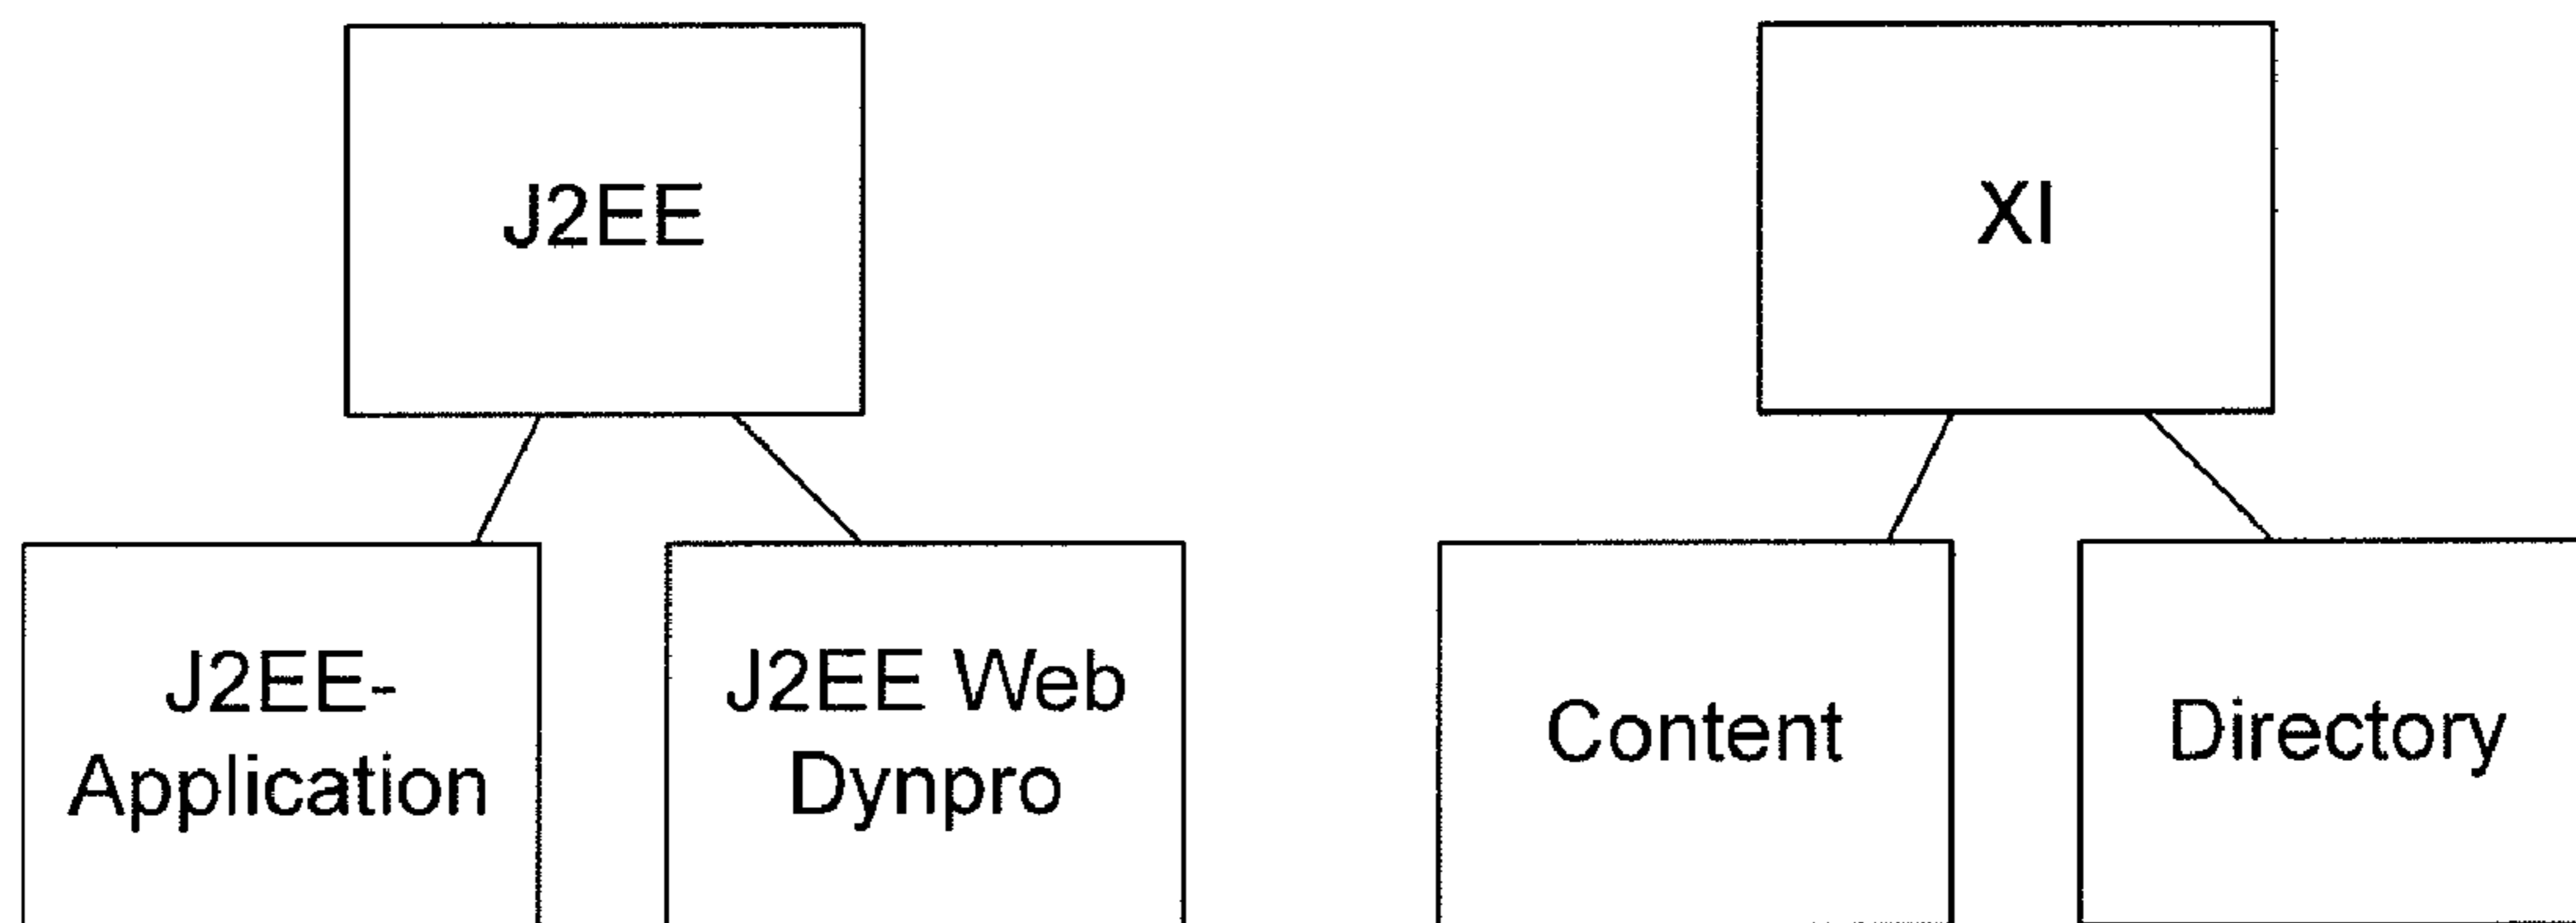 J2EE
XI
J2EE-
Application
J2EE Web
Dynpro
Content
Directory